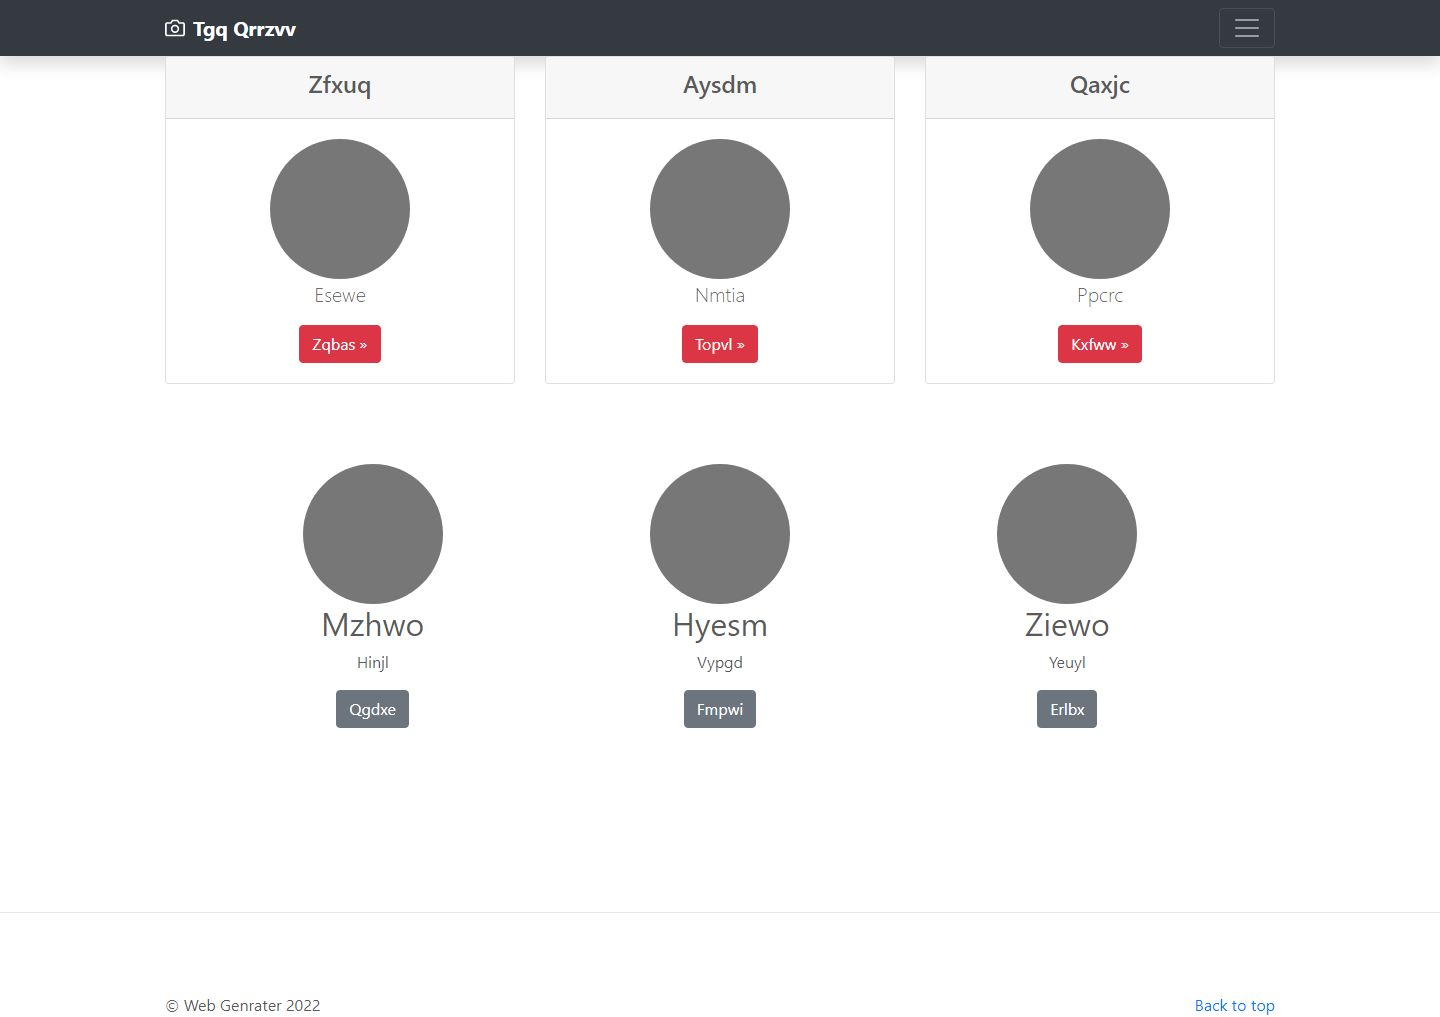 Tgq Qrrzvv
Zfxuq
Aysdm
Qaxjc
Esewe
Nmtia
Ppcrc
Zqbas »
Topvl »
Kxfww »
Mzhwo
Hyesm
Ziewo
Hinjl
Vypgd
Yeuyl
Qgdxe
Fmpwi
Erlbx
© Web Genrater 2022
Back to top